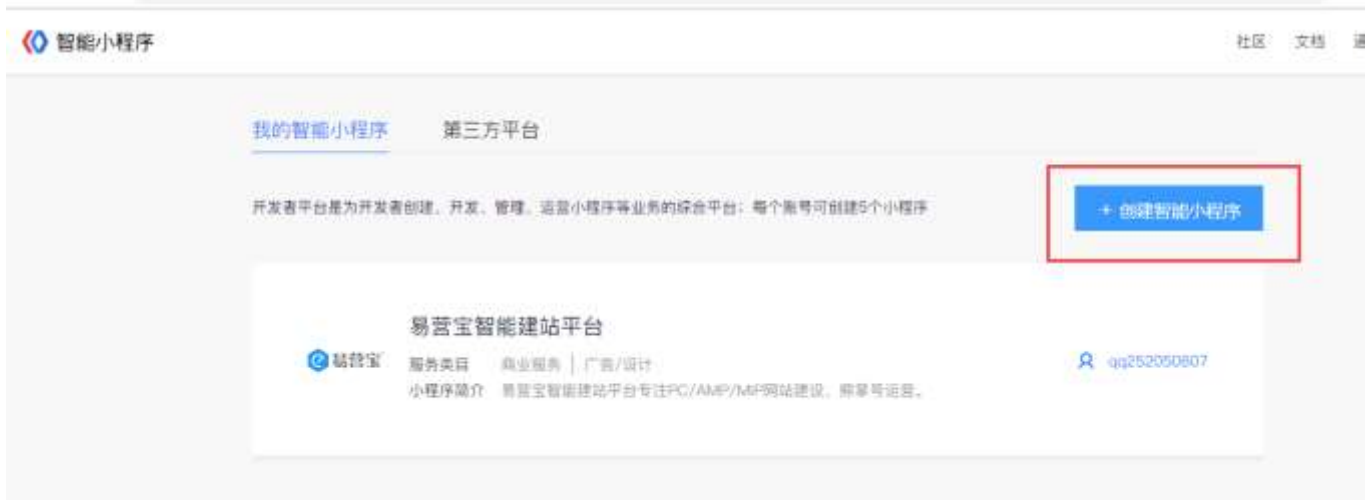 智能小程序
社区 文档
我的智能小程序 第三方平台
开发者平台是为开发者创建、开发、管理、运营小程序等业务的综合平台；每个账号可创建5个小程序
+ 创建智能小程序
易营宝智能建站平台
易营宝
服务类目 商业服务 | 广告/设计
qq252050607
小程序简介 易营宝智能建站平台专注PC/AMP/MIP网站建设、熊掌号运营。